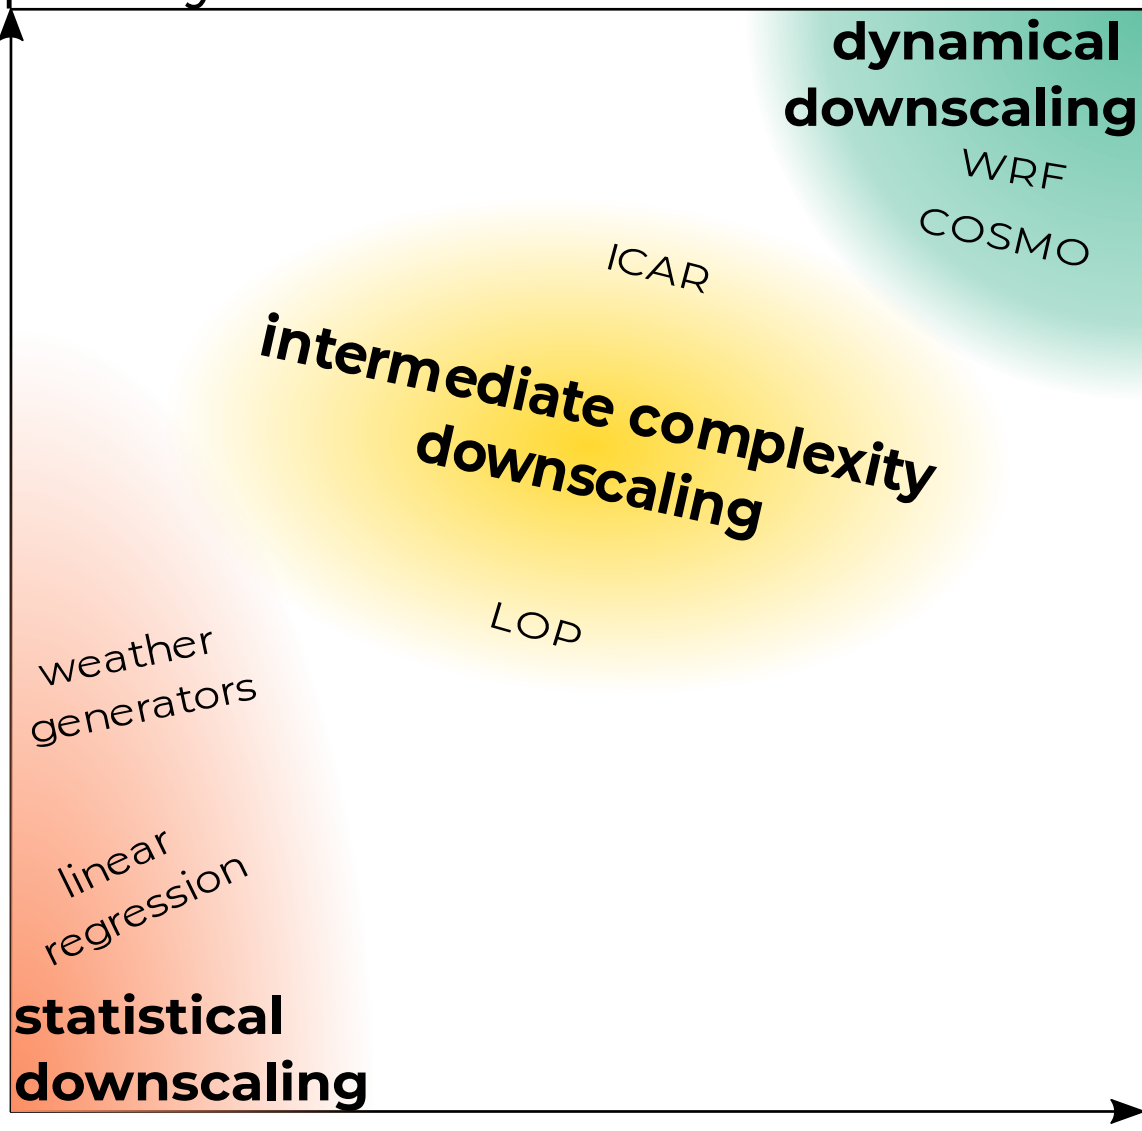 dynamical
downscaling
WRF
COSMO
ICAR
intermediate complexity
downscaling
LOP
weather
generators
linear
regression
statistical
downscaling